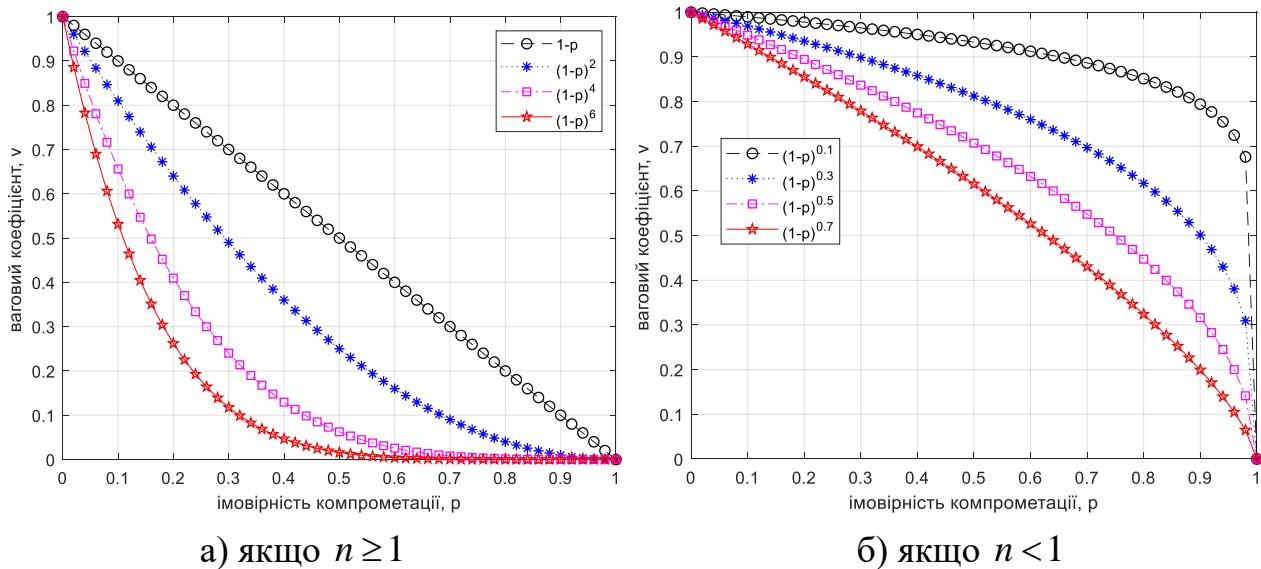 1
0.9
0.8
0.7
0.6
0.5
0.4
0.3
0.2
0.1
0
ваговий коефіцієнт, v
1-p
(1-p)^2
(1-p)^4
(1-p)^6
0 0.1 0.2 0.3 0.4 0.5 0.6 0.7 0.8 0.9 1
імовірність компрометації, p
а) якщо n ≥ 1
1
0.9
0.8
0.7
0.6
0.5
0.4
0.3
0.2
0.1
0
ваговий коефіцієнт, v
(1-p)^0.1
(1-p)^0.3
(1-p)^0.5
(1-p)^0.7
0 0.1 0.2 0.3 0.4 0.5 0.6 0.7 0.8 0.9 1
імовірність компрометації, p
б) якщо n < 1